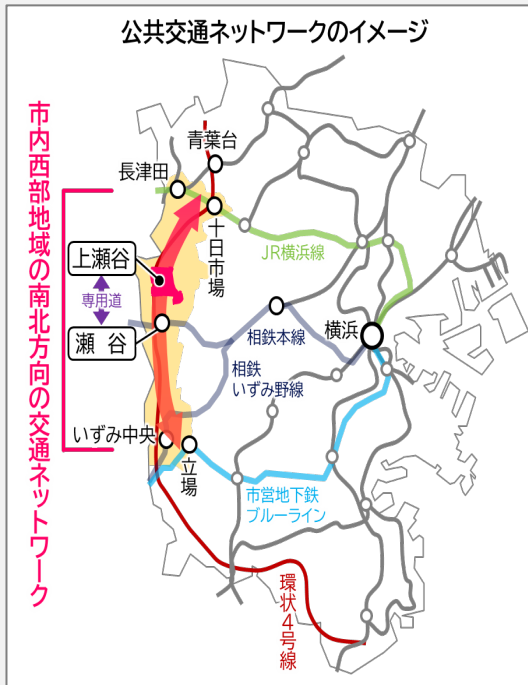 公共交通ネットワークのイメージ
市内西部地域の南北方向の交通ネットワーク
青葉台
長津田
十日市場
JR横浜線
上瀬谷
専用道
瀬谷
相鉄本線
横浜
相鉄
いずみ野線
いずみ中央
立場
市営地下鉄
ブルーライン
環状4号線